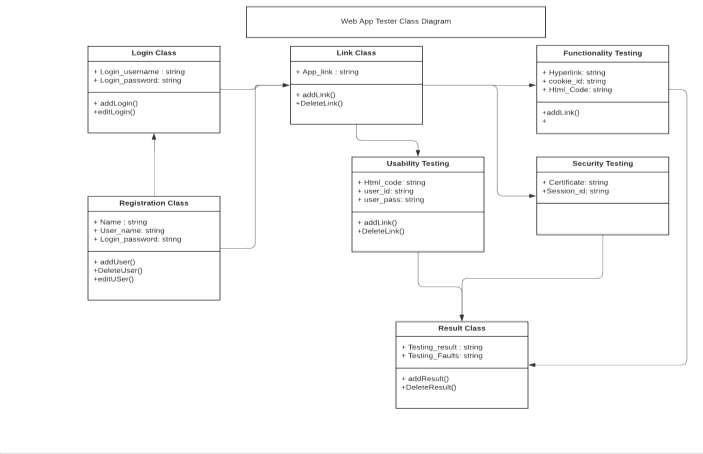 Web App Tester Class Diagram
Login Class
+ Login_username : string
+ Login_password: string
+ addLogin()
+editLogin()
Link Class
+ App_link : string
+ addLink()
+DeleteLink()
Functionality Testing
+ Hyperlink: string
+ cookie_id: string
+ Html_Code: string
+addLink()
+
Usability Testing
+ Html_code: string
+ user_id: string
+ user_pass: string
+ addLink()
+DeleteLink()
Security Testing
+ Certificate: string
+Session_id: string
Registration Class
+ Name : string
+ User_name: string
+ Login_password: string
+ addUser()
+DeleteUser()
+editUSer()
Result Class
+ Testing_result : string
+ Testing_Faults: string
+ addResult()
+DeleteResult()